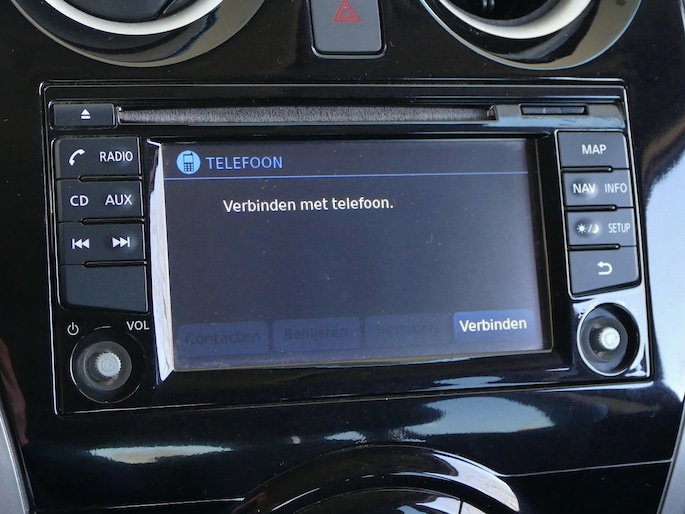 RADIO
CD AUX
VOL
TELEFOON
Verbinden met telefoon.
Contacten
Bellijsten
Verbinden
MAP
NAV INFO
SETUP